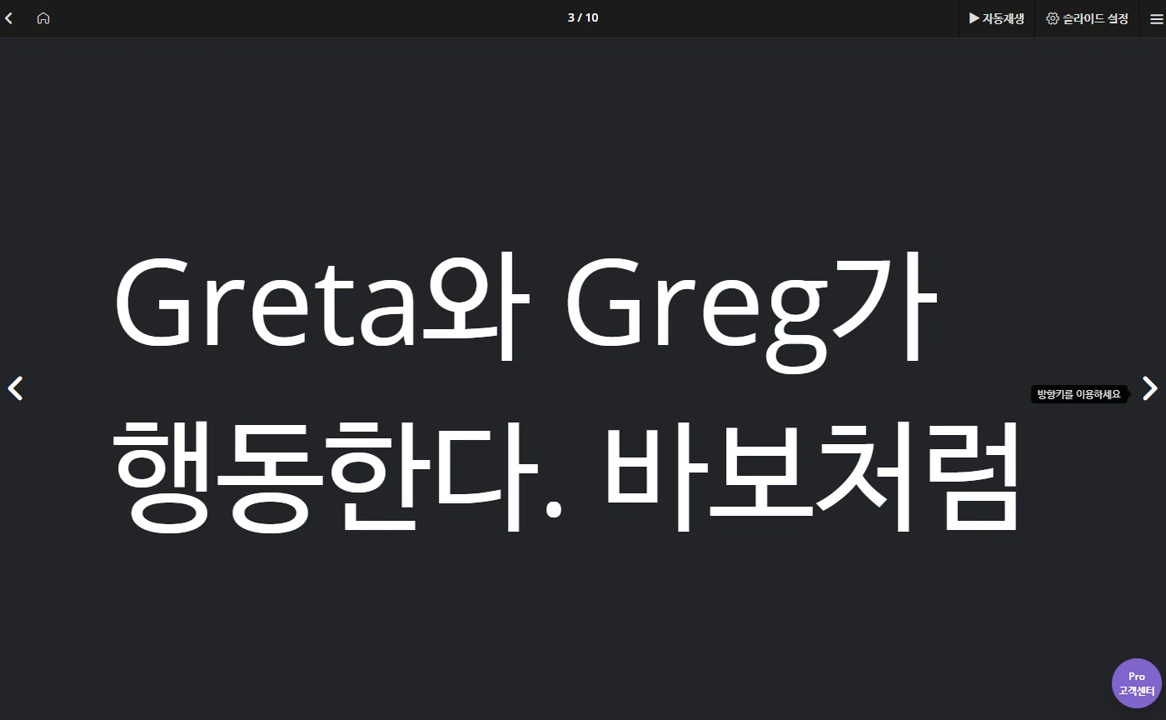 3 / 10
▶ 자동재생
슬라이드 설정
Greta와 Greg가
행동한다. 바보처럼
방향키를 이용하세요
Pro
고객센터